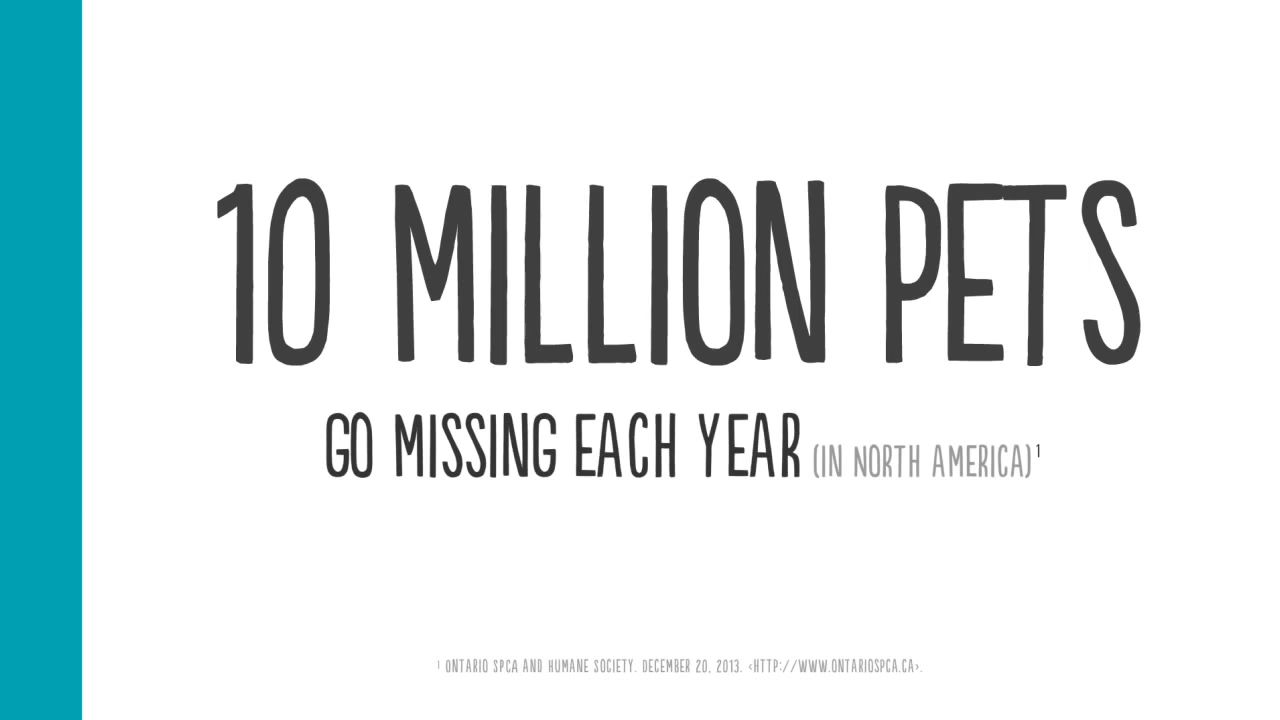 10 MILLION PETS
GO MISSING EACH YEAR (IN NORTH AMERICA)¹
¹ ONTARIO SPCA AND HUMANE SOCIETY. DECEMBER 20, 2013. <HTTP://WWW.ONTARIOSPCA.CA>.